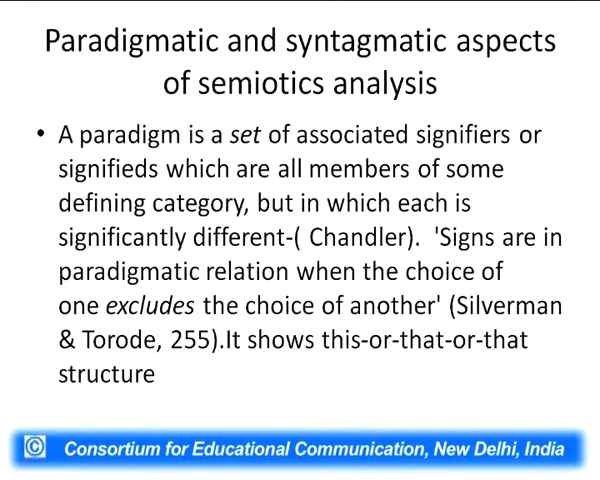 Paradigmatic and syntagmatic aspects
of semiotics analysis
• A paradigm is a set of associated signifiers or
signifieds which are all members of some
defining category, but in which each is
significantly different-( Chandler).  'Signs are in
paradigmatic relation when the choice of
one excludes the choice of another' (Silverman
& Torode, 255).It shows this-or-that-or-that
structure
© Consortium for Educational Communication, New Delhi, India